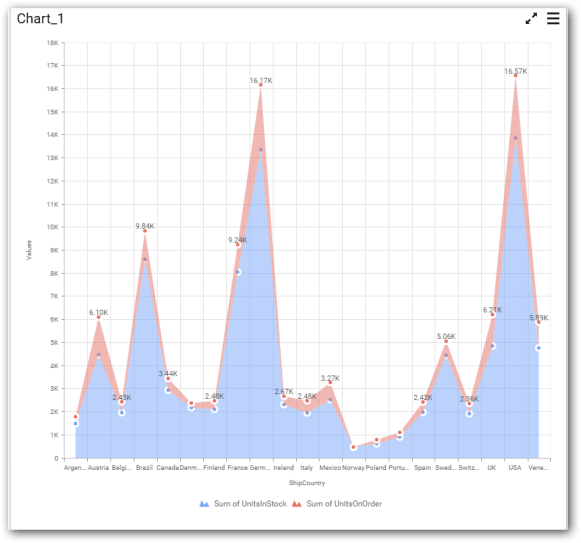 Chart_1
18K
17K
16K
15K
14K
13K
12K
11K
10K
9K
8K
7K
6K
5K
4K
3K
2K
1K
0
Values
6.10K
2.43K
9.84K
3.44K
2.48K
9.24K
16.17K
2.67K
2.48K
3.27K
2.42K
5.06K
2.36K
6.21K
16.57K
5.89K
Argen... Austria Belgi... Brazil Canada Denm... Finland France Germ... Ireland Italy Mexico Norway Poland Portu... Spain Swed... Switz... UK USA Vene...
ShipCountry
Sum of UnitsInStock Sum of UnitsOnOrder